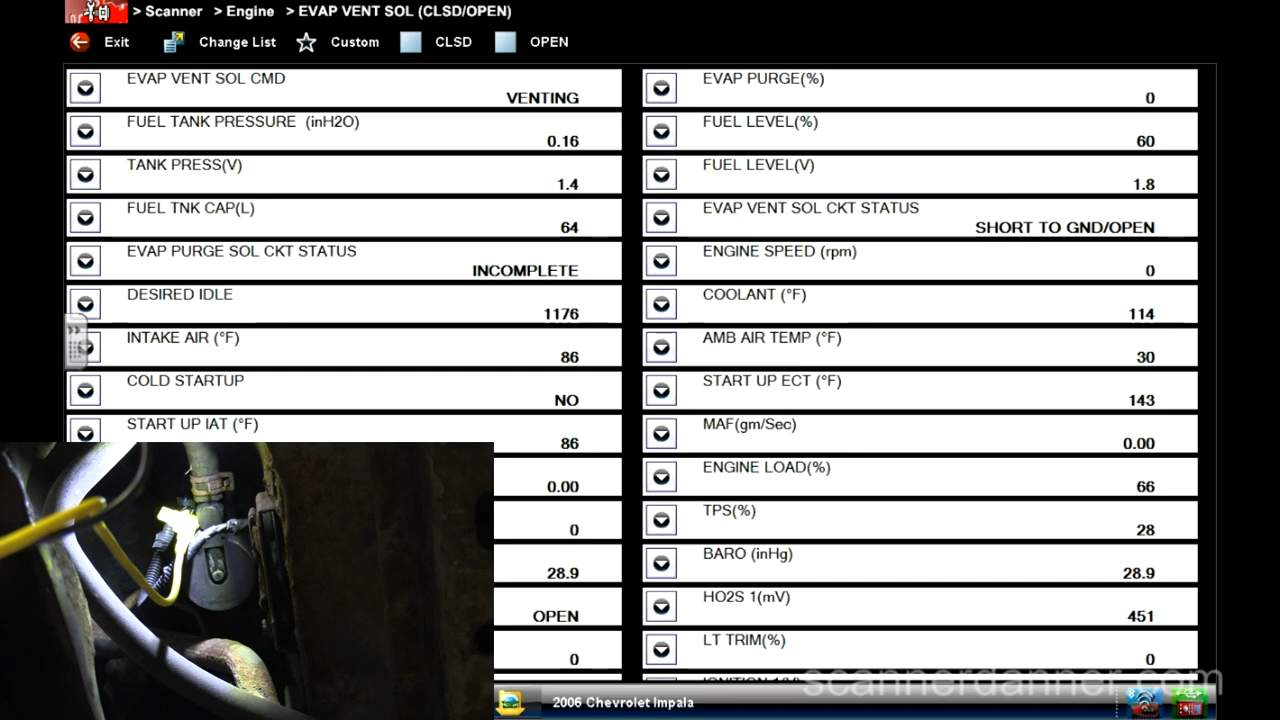 > Scanner > Engine > EVAP VENT SOL (CLSD/OPEN)
Exit Change List Custom CLSD OPEN
EVAP VENT SOL CMD
VENTING
EVAP PURGE(%)
0
FUEL TANK PRESSURE (inH2O)
0.16
FUEL LEVEL(%)
60
TANK PRESS(V)
1.4
FUEL LEVEL(V)
1.8
FUEL TNK CAP(L)
64
EVAP VENT SOL CKT STATUS
SHORT TO GND/OPEN
EVAP PURGE SOL CKT STATUS
INCOMPLETE
ENGINE SPEED (rpm)
0
DESIRED IDLE
1176
COOLANT (°F)
114
INTAKE AIR (°F)
86
AMB AIR TEMP (°F)
30
COLD STARTUP
NO
START UP ECT (°F)
143
START UP IAT (°F)
86
MAF(gm/Sec)
0.00
0.00
ENGINE LOAD(%)
66
0
TPS(%)
28
28.9
BARO (inHg)
28.9
OPEN
HO2S 1(mV)
451
0
LT TRIM(%)
0
scannerdanner.com
2006 Chevrolet Impala